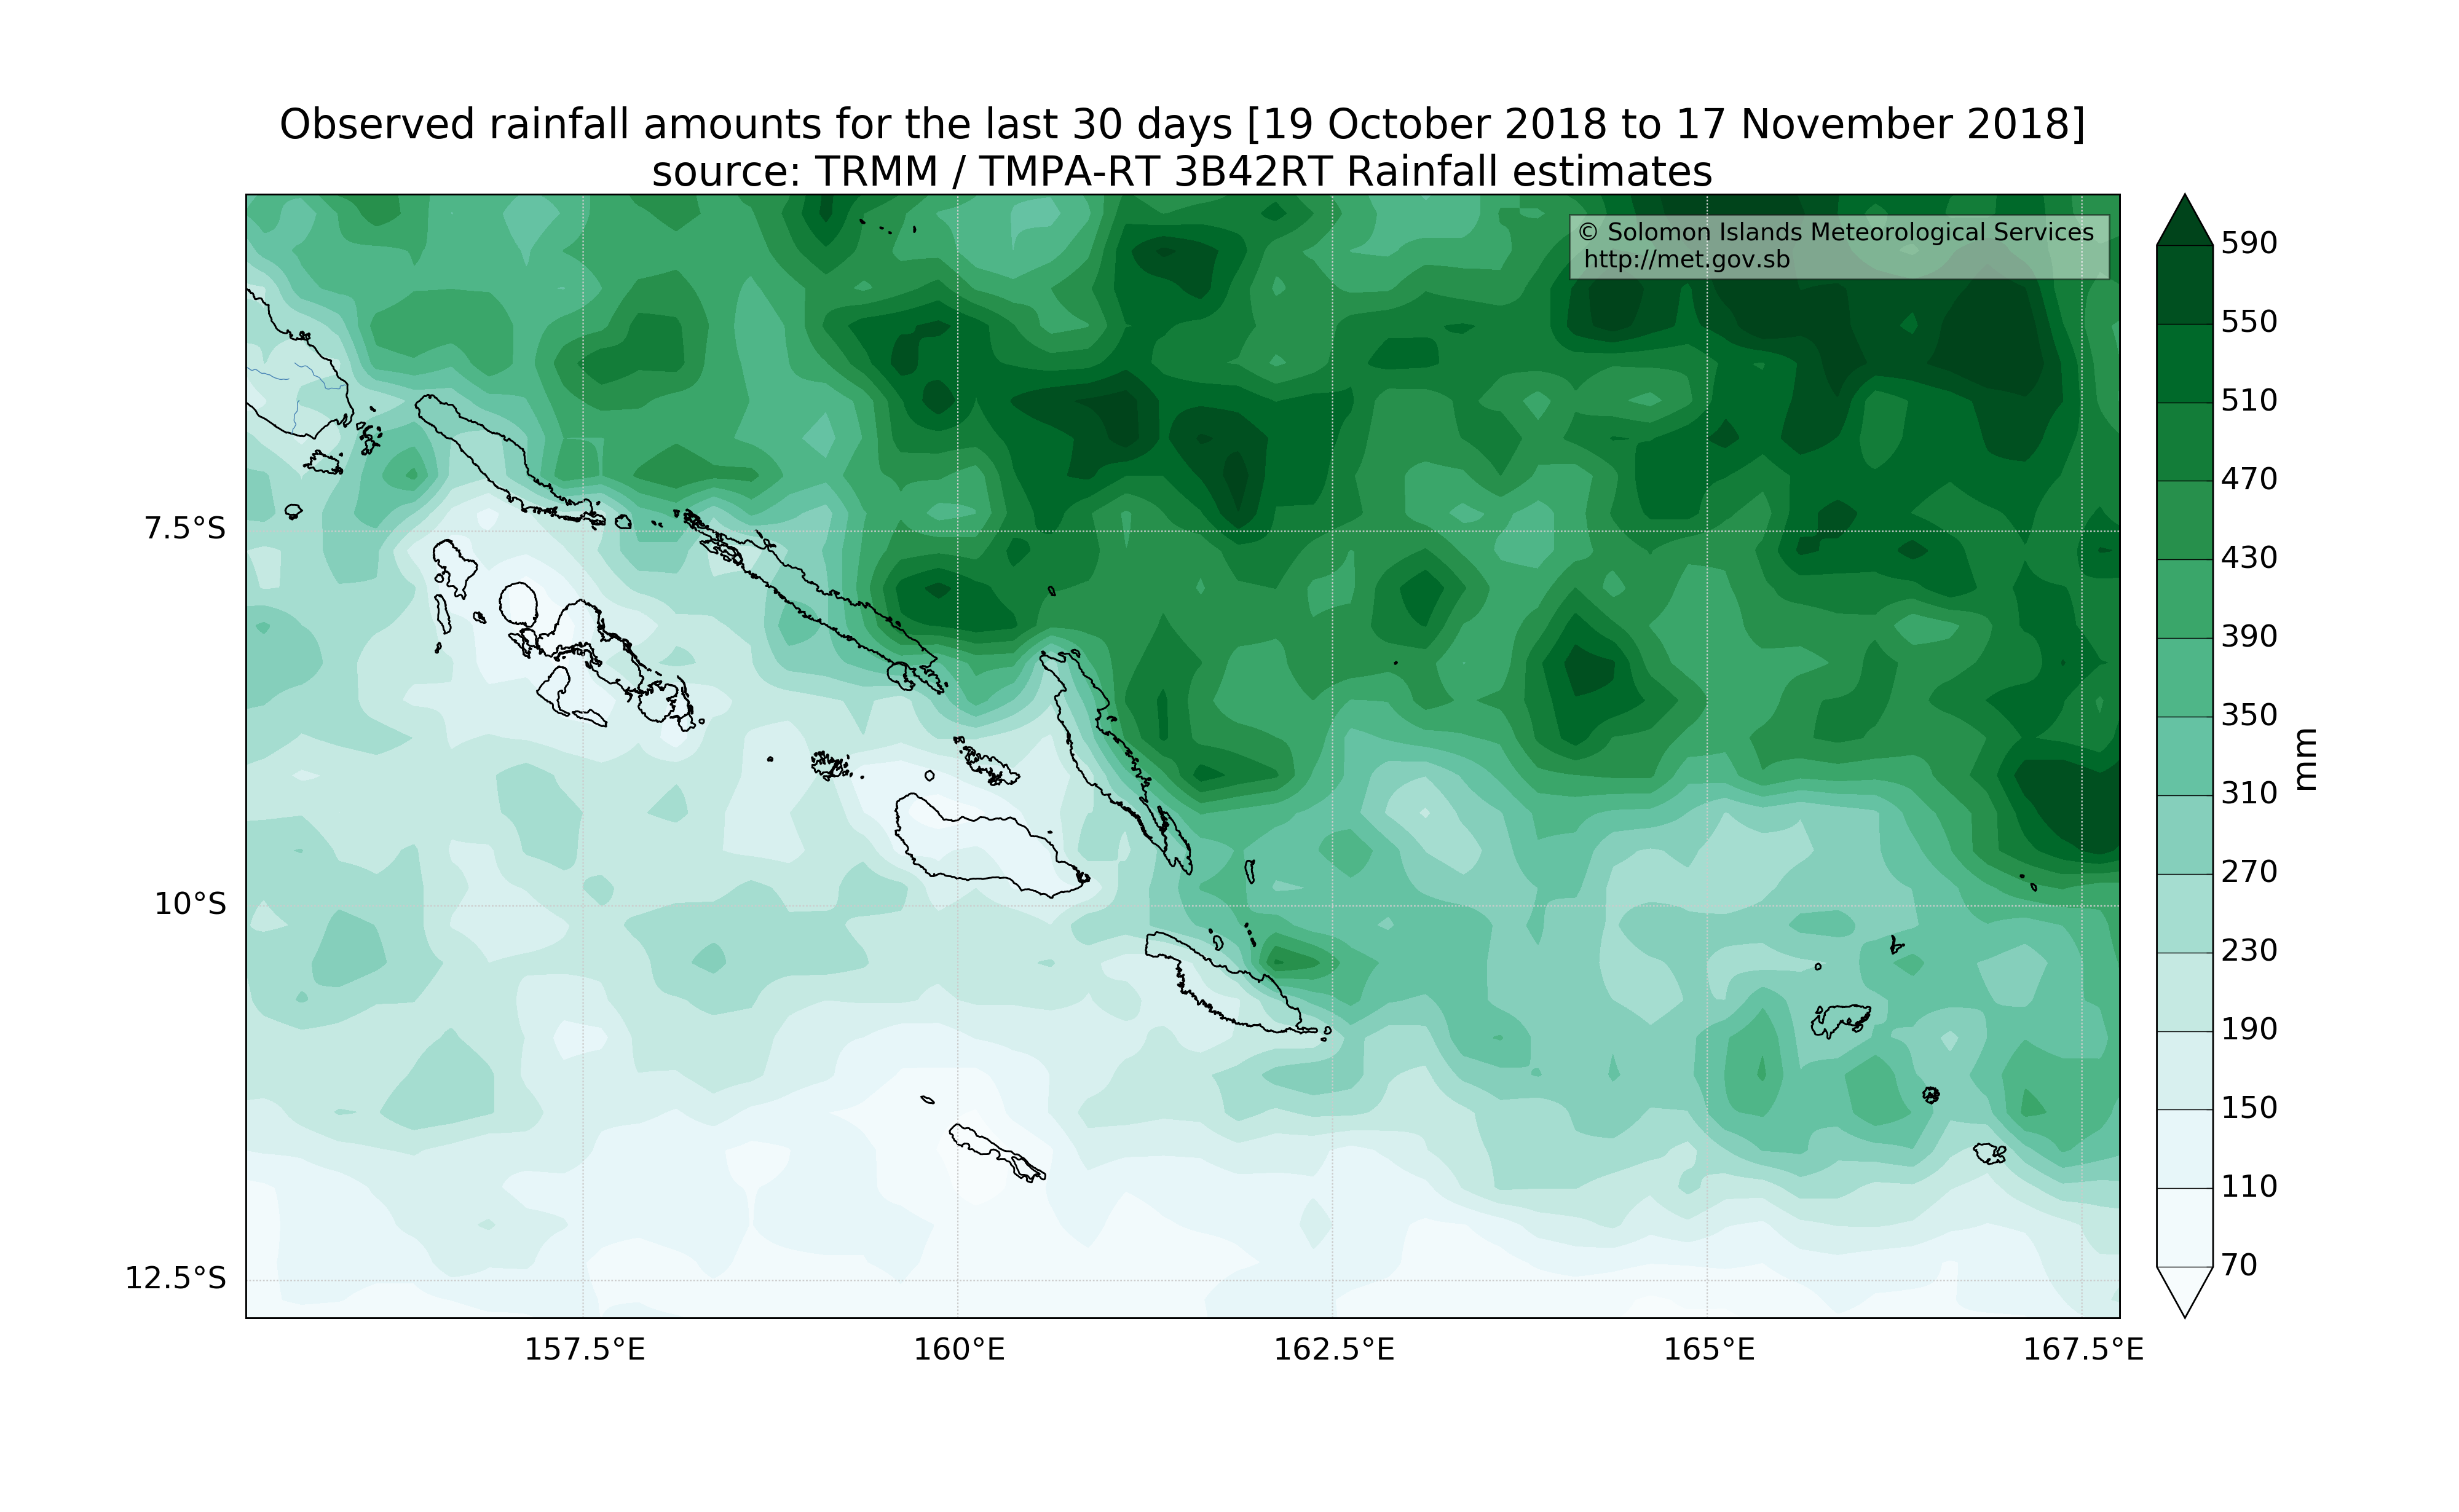 Observed rainfall amounts for the last 30 days [19 October 2018 to 17 November 2018]
source: TRMM / TMPA-RT 3B42RT Rainfall estimates
© Solomon Islands Meteorological Services
http://met.gov.sb
7.5°S
10°S
12.5°S
157.5°E
160°E
162.5°E
165°E
167.5°E
590
550
510
470
430
390
350
310
270
230
190
150
110
70
mm